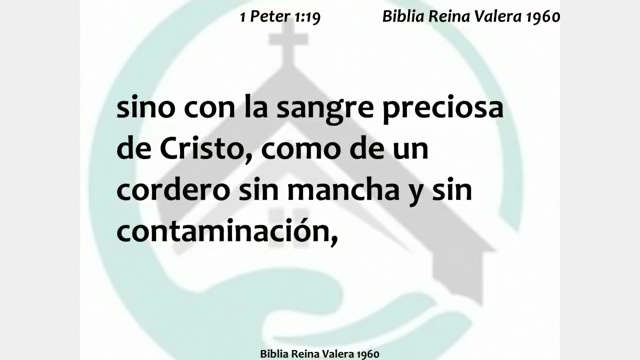 1 Peter 1:19 Biblia Reina Valera 1960
sino con la sangre preciosa
de Cristo, como de un
cordero sin mancha y sin
contaminación,
Biblia Reina Valera 1960